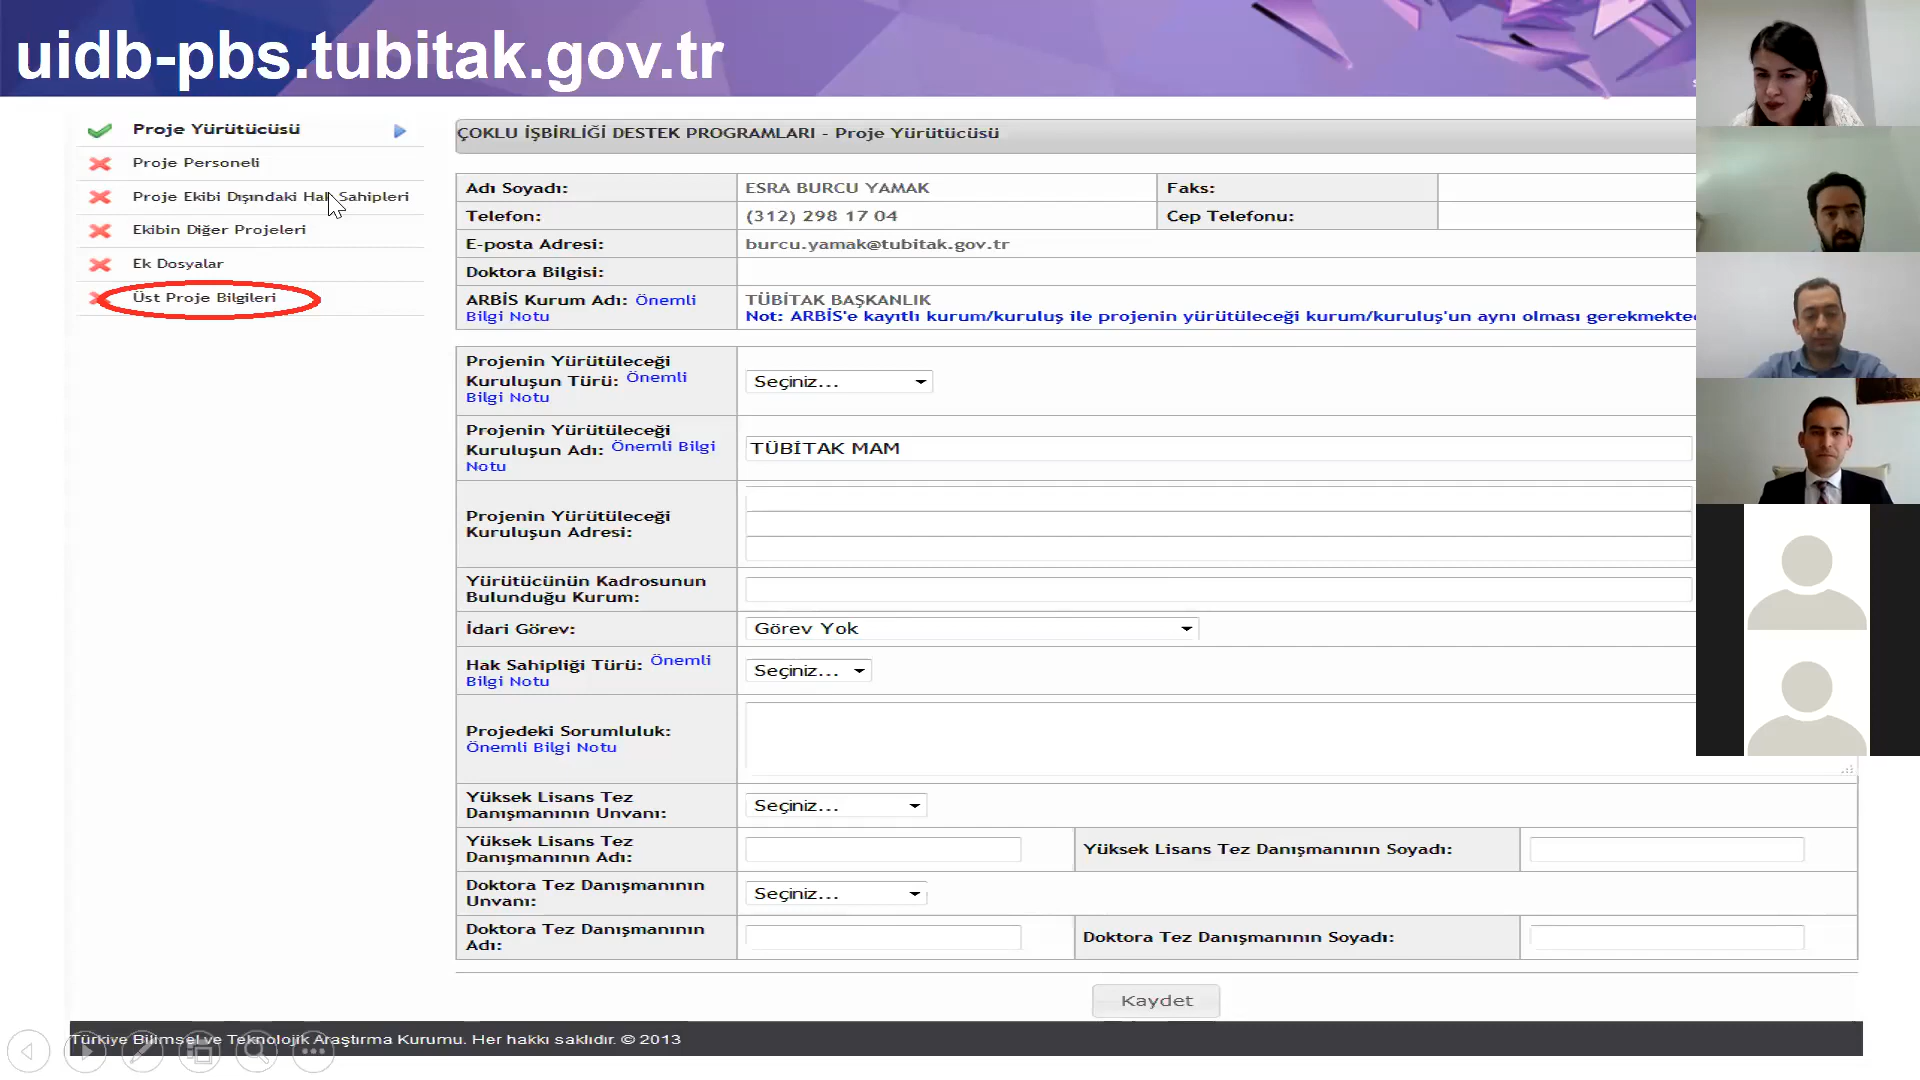 uidb-pbs.tubitak.gov.tr
Proje Yürütücüsü
Proje Personeli
Proje Ekibi Dışındaki Hak Sahipleri
Ekibin Diğer Projeleri
Ek Dosyalar
Üst Proje Bilgileri
ÇOKLU İŞBİRLİĞİ DESTEK PROGRAMLARI - Proje Yürütücüsü
Adı Soyadı: ESRA BURCU YAMAK Faks:
Telefon: (312) 298 17 04 Cep Telefonu:
E-posta Adresi: burcu.yamak@tubitak.gov.tr
Doktora Bilgisi:
ARBİS Kurum Adı: Önemli
Bilgi Notu
TÜBİTAK BAŞKANLIK
Not: ARBİS'e kayıtlı kurum/kuruluş ile projenin yürütüleceği kurum/kuruluş'un aynı olması
Projenin Yürütüleceği
Kuruluşun Türü: Önemli
Bilgi Notu
Seçiniz...
Projenin Yürütüleceği
Kuruluşun Adı: Önemli Bilgi
Notu
TÜBİTAK MAM
Projenin Yürütüleceği
Kuruluşun Adresi:
Yürütücünün Kadrosunun
Bulunduğu Kurum:
İdari Görev: Görev Yok
Hak Sahipliği Türü: Önemli
Bilgi Notu
Seçiniz...
Projedeki Sorumluluk:
Önemli Bilgi Notu
Yüksek Lisans Tez
Danışmanının Unvanı:
Seçiniz...
Yüksek Lisans Tez
Danışmanının Adı:
Yüksek Lisans Tez Danışmanının Soyadı:
Doktora Tez Danışmanının
Unvanı:
Seçiniz...
Doktora Tez Danışmanının
Adı:
Doktora Tez Danışmanının Soyadı:
Kaydet
Türkiye Bilimsel ve Teknolojik Araştırma Kurumu. Her hakkı saklıdır. © 2013